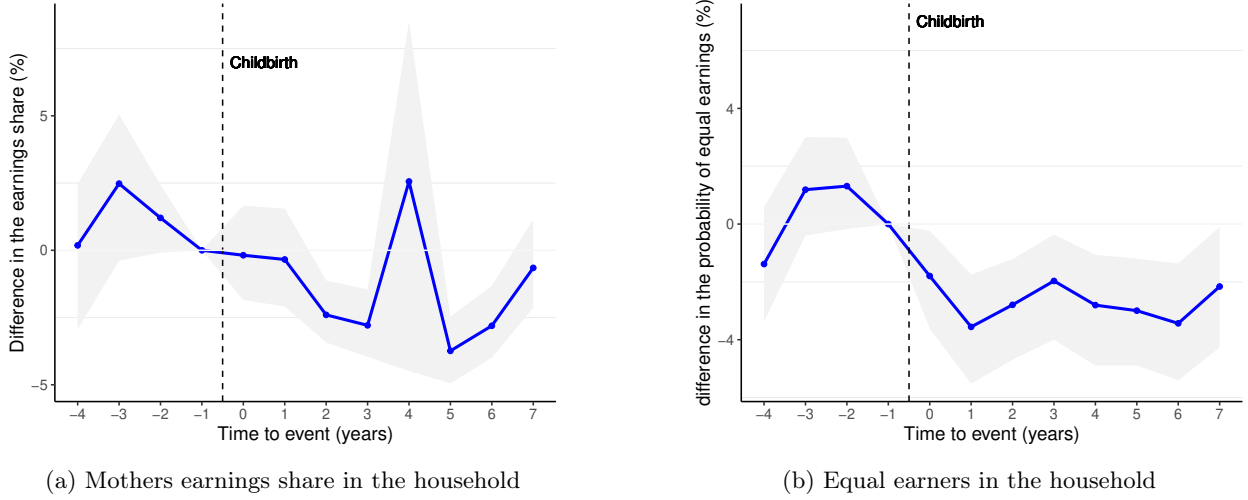 Difference in the earnings share (%)
5
0
−5
Childbirth
−4 −3 −2 −1 0 1 2 3 4 5 6 7
Time to event (years)
(a) Mothers earnings share in the household
difference in the probability of equal earnings (%)
4
0
−4
Childbirth
−4 −3 −2 −1 0 1 2 3 4 5 6 7
Time to event (years)
(b) Equal earners in the household